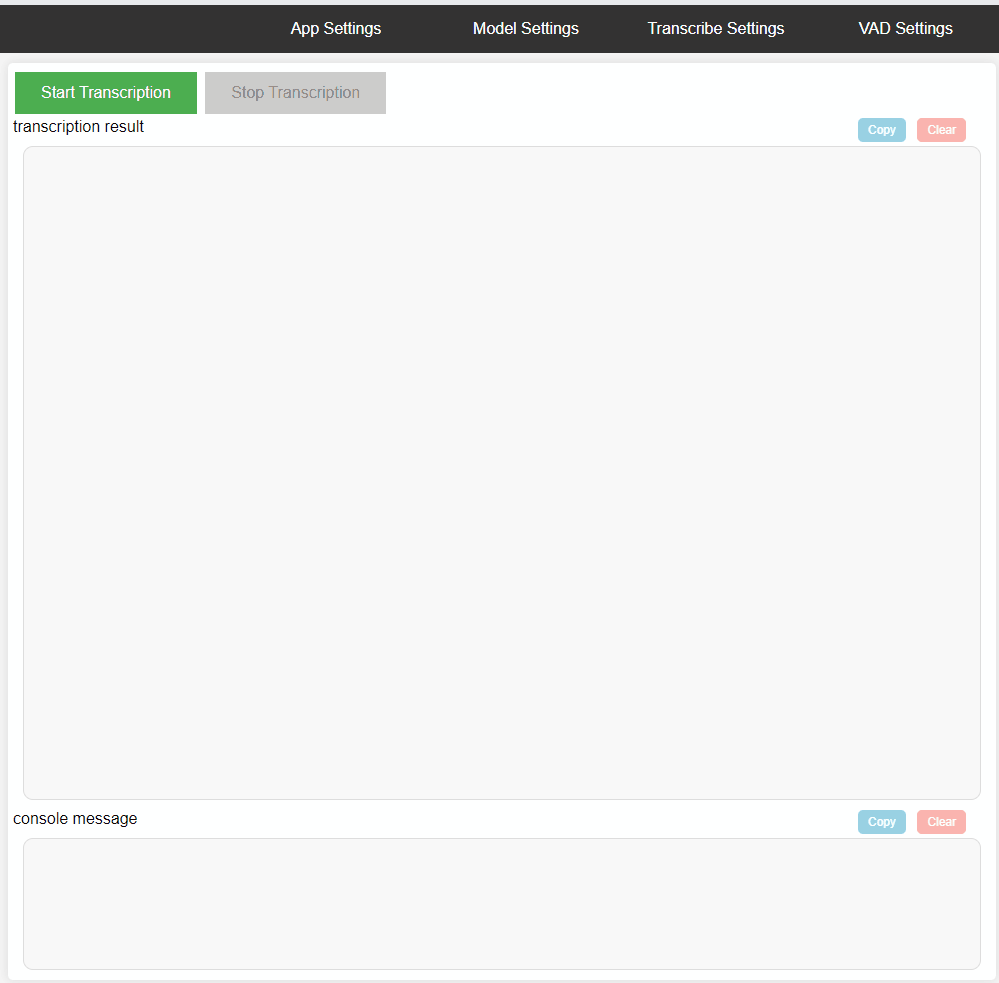 App Settings Model Settings Transcribe Settings VAD Settings
Start Transcription Stop Transcription
transcription result Copy Clear
console message Copy Clear